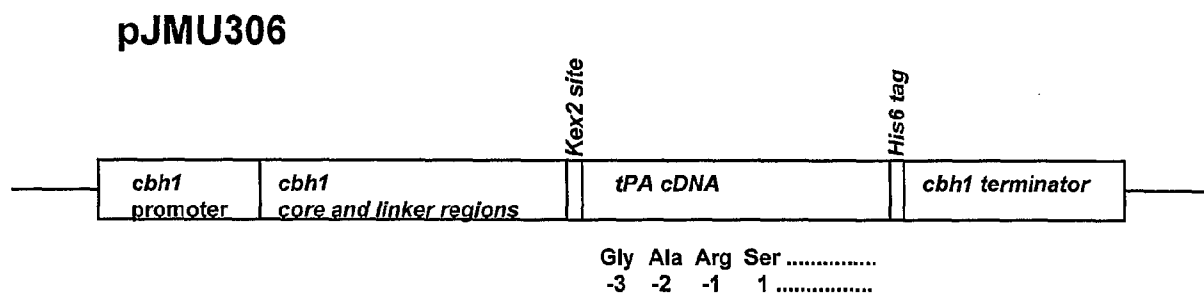 pJMU306
Kex2 site
His6 tag
cbh1 promoter
cbh1 core and linker regions
tPA cDNA
cbh1 terminator
Gly Ala Arg Ser ...............
-3 -2 -1 1 ................